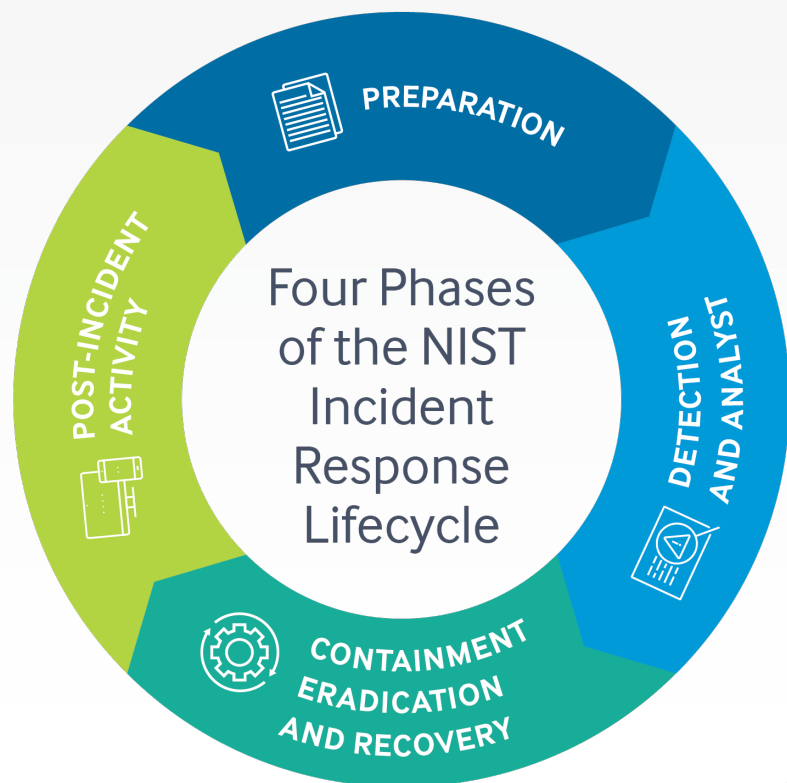 Four Phases
of the NIST
Incident
Response
Lifecycle
PREPARATION
DETECTION
AND ANALYST
CONTAINMENT
ERADICATION
AND RECOVERY
POST-INCIDENT
ACTIVITY